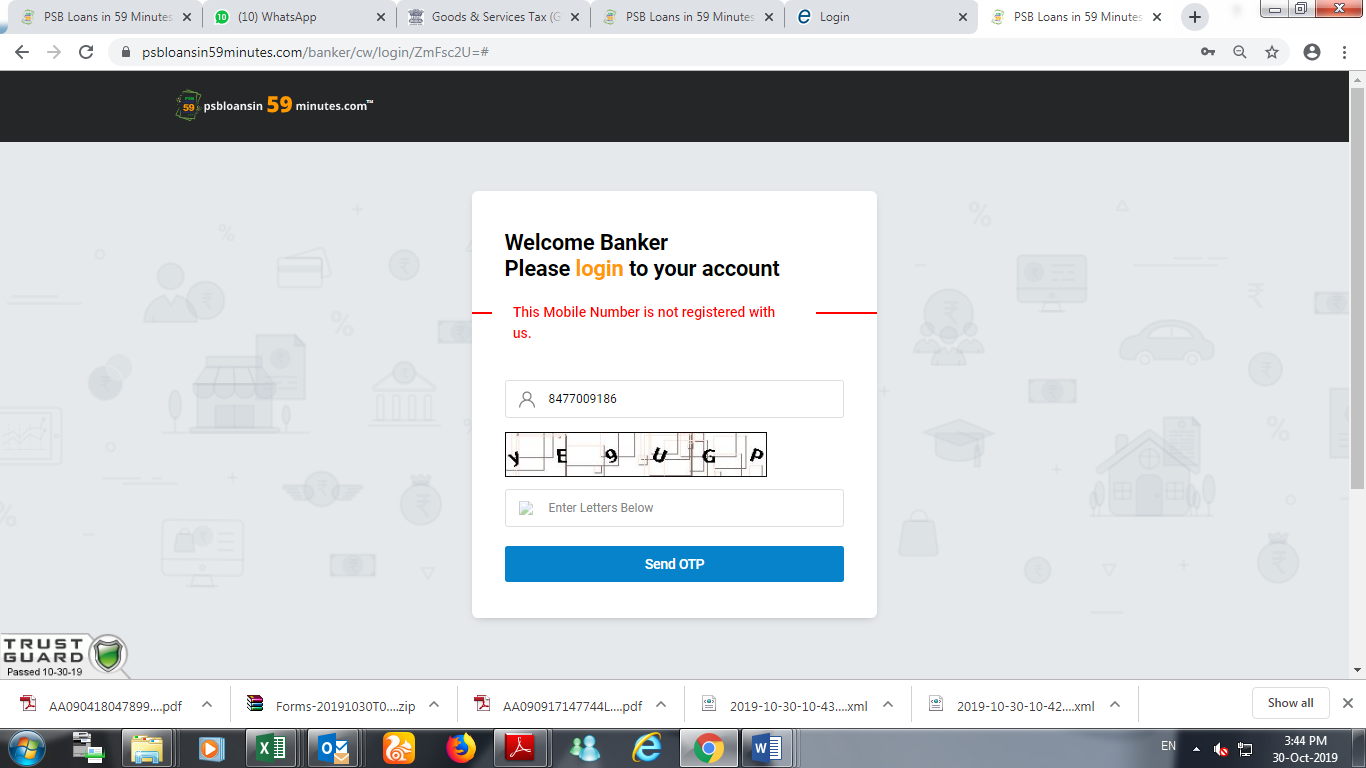 PSB Loans in 59 Minutes
(10) WhatsApp
Goods & Services Tax (G
PSB Loans in 59 Minutes
Login
PSB Loans in 59 Minutes
psbloansin59minutes.com/banker/cw/login/ZmFsc2U=#
PSB 59 psbloansin 59 minutes.com™
Welcome Banker
Please login to your account
This Mobile Number is not registered with
us.
8477009186
y E 9 U G P
Enter Letters Below
Send OTP
TRUST
GUARD
Passed 10-30-19
AA090418047899....pdf
Forms-20191030T0....zip
AA090917147744L....pdf
2019-10-30-10-43....xml
2019-10-30-10-42....xml
Show all
EN
3:44 PM
30-Oct-2019